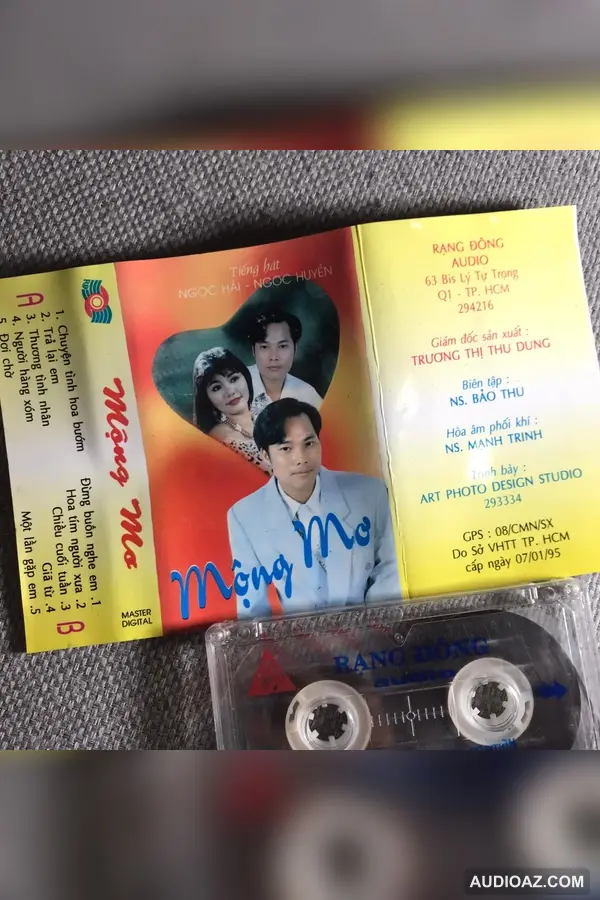 A
1. Chuyện tình hoa bướm
2. Trả lại em
3. Thương tình nhân
4. Người hàng xóm
5. Đợi chờ
Đừng buồn nghe em . 1
Hoa tím người xưa . 2
Chiều cuối tuần . 3
Giã từ . 4
Một lần gặp em . 5
B
Mộng Mơ
MASTER
DIGITAL
Tiếng hát
NGỌC HẢI - NGỌC HUYỀN
Mộng Mơ
RẠNG ĐÔNG
AUDIO
63 Bis Lý Tự Trọng
Q1 - TP. HCM
294216
Giám đốc sản xuất :
TRƯƠNG THỊ THU DUNG
Biên tập :
NS. BẢO THU
Hòa âm phối khí :
NS. MẠNH TRINH
Trình bày :
ART PHOTO DESIGN STUDIO
293334
GPS : 08/CMN/SX
Do Sở VHTT TP. HCM
cấp ngày 07/01/95
RẠNG ĐÔNG
AUDIOAZ.COM